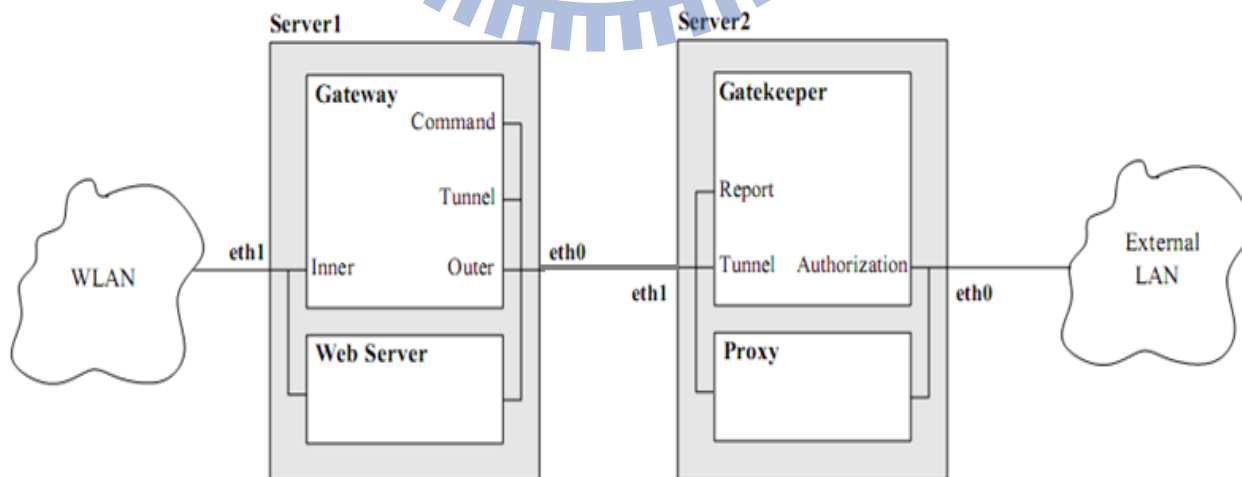 Server1
Server2
Gateway
Command
Tunnel
Inner
Outer
eth1
eth0
Web Server
WLAN
Gatekeeper
Report
Tunnel
Authorization
eth1
eth0
Proxy
External
LAN